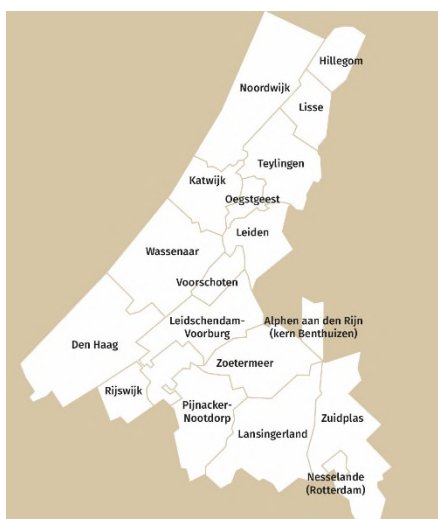 Hillegom
Noordwijk
Lisse
Teylingen
Katwijk
Oegstgeest
Leiden
Wassenaar
Voorschoten
Leidschendam-
Voorburg
Alphen aan den Rijn
(kern Benthuizen)
Den Haag
Zoetermeer
Rijswijk
Pijnacker-
Nootdorp
Zuidplas
Lansingerland
Nesselande
(Rotterdam)